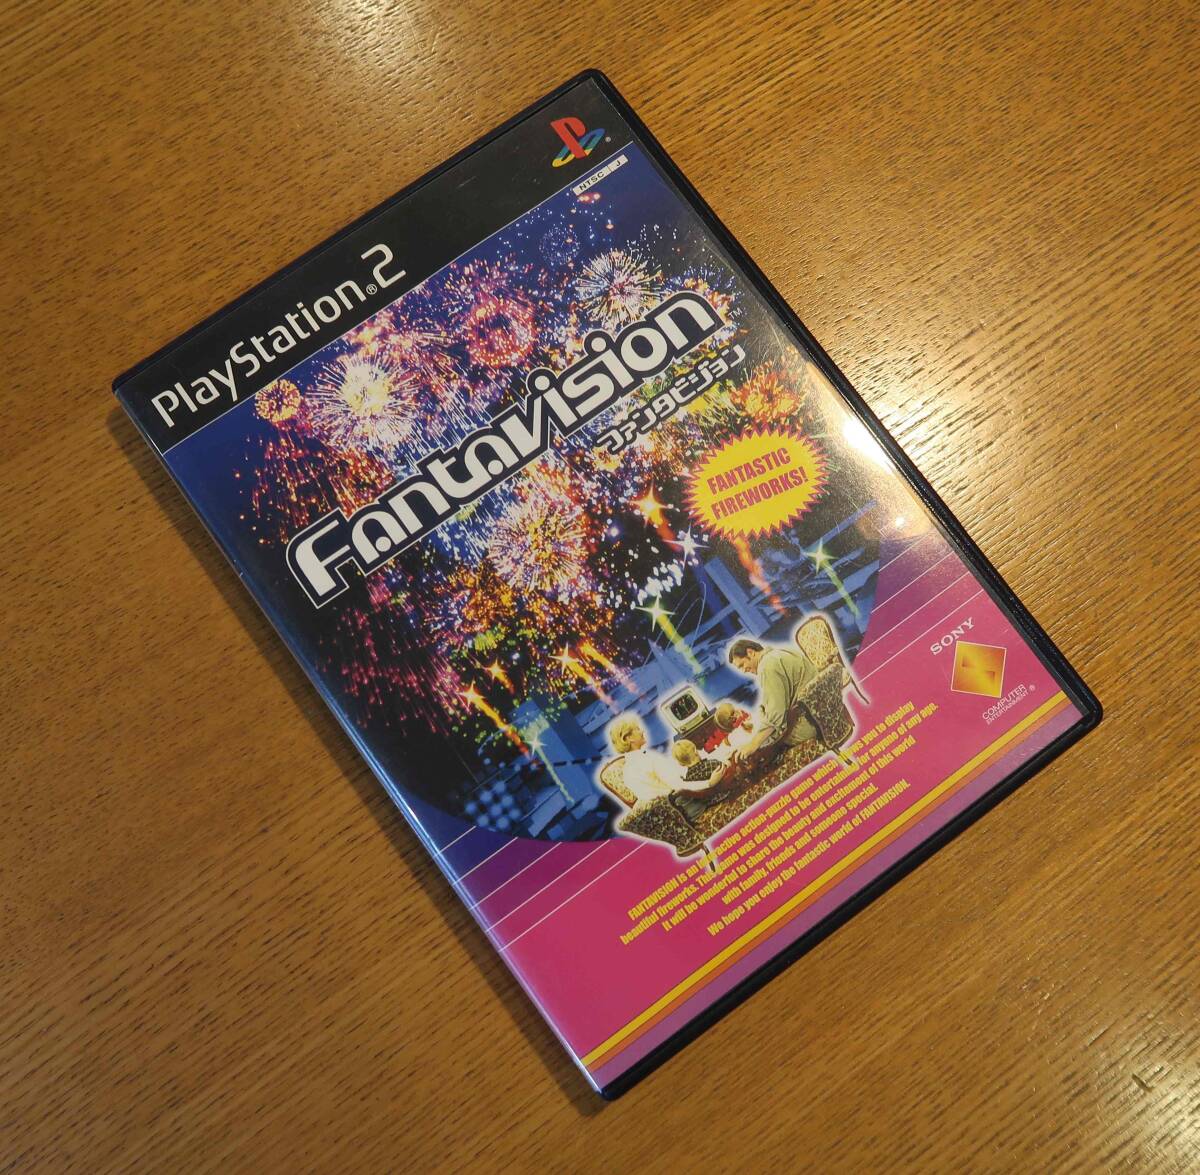 PlayStation®2
NTSC J
Fantavision™
ファンタビジョン
FANTASTIC
FIREWORKS!
SONY
COMPUTER
ENTERTAINMENT®
FANTAVISION is an interactive action-puzzle game which allows you to display
beautiful fireworks. This game was designed to be entertaining for anyone of any age.
It will be wonderful to share the beauty and excitement of this world
with family, friends and someone special.
We hope you enjoy the fantastic world of FANTAVISION.